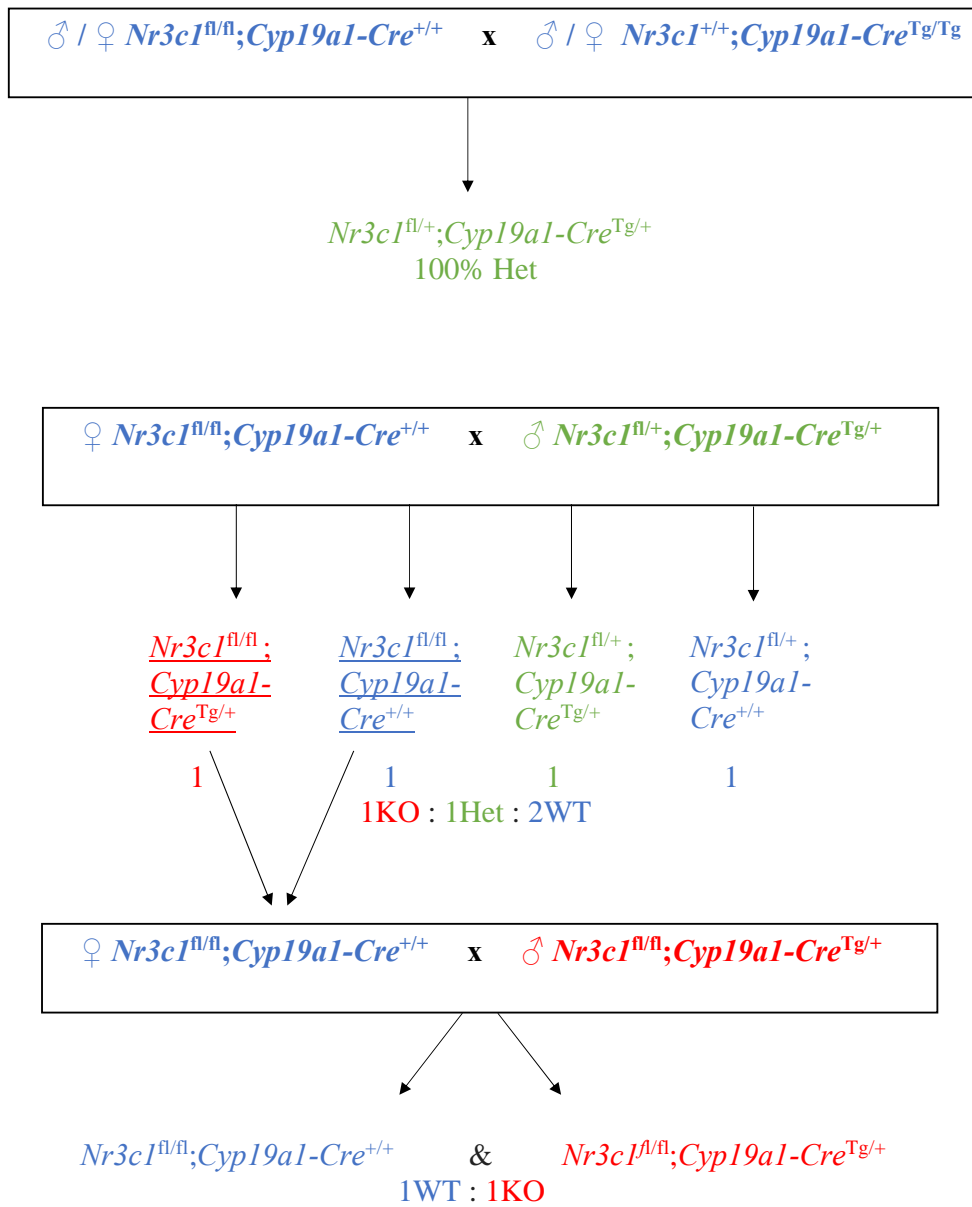 ♂ / ♀ Nr3c1fl/fl;Cyp19a1-Cre+/+ x ♂ / ♀ Nr3c1+/+;Cyp19a1-CreTg/Tg
Nr3c1fl/+;Cyp19a1-CreTg/+
100% Het
♀ Nr3c1fl/fl;Cyp19a1-Cre+/+ x ♂ Nr3c1fl/+;Cyp19a1-CreTg/+
Nr3c1fl/fl;
Cyp19a1-
CreTg/+
1
Nr3c1fl/fl;
Cyp19a1-
Cre+/+
1
Nr3c1fl/+;
Cyp19a1-
CreTg/+
1
Nr3c1fl/+;
Cyp19a1-
Cre+/+
1
1KO : 1Het : 2WT
♀ Nr3c1fl/fl;Cyp19a1-Cre+/+ x ♂ Nr3c1fl/fl;Cyp19a1-CreTg/+
Nr3c1fl/fl;Cyp19a1-Cre+/+ & Nr3c1fl/fl;Cyp19a1-CreTg/+
1WT : 1KO